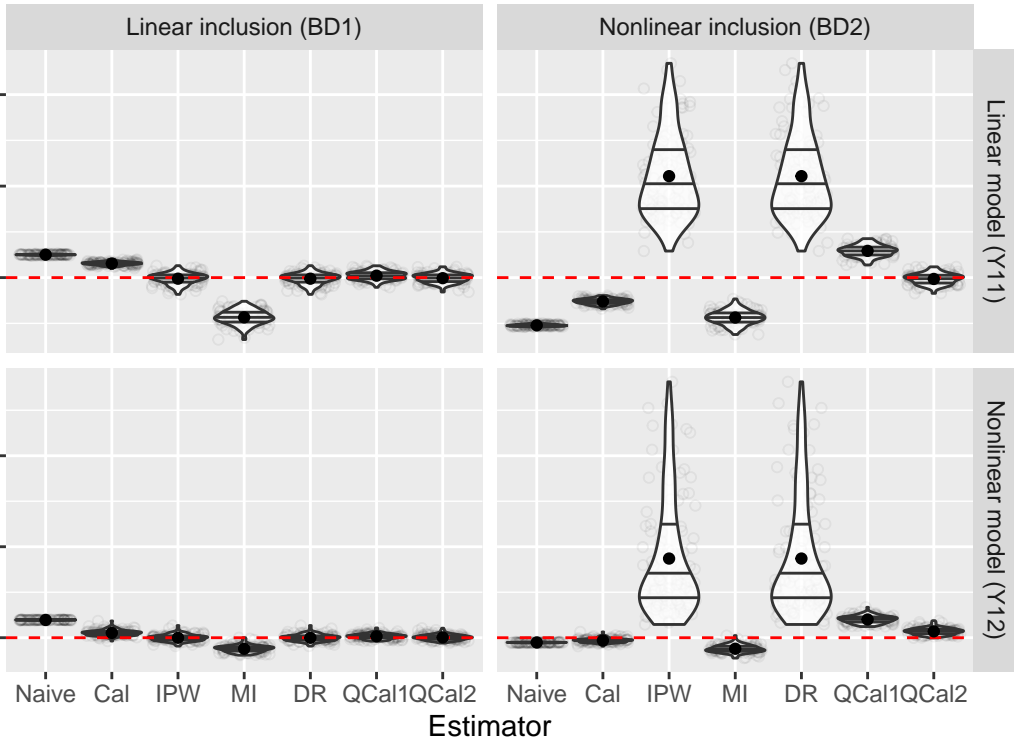 Linear inclusion (BD1)
Nonlinear inclusion (BD2)
Linear model (Y11)
Nonlinear model (Y12)
Naive Cal IPW MI DR QCal1 QCal2 Naive Cal IPW MI DR QCal1 QCal2
Estimator